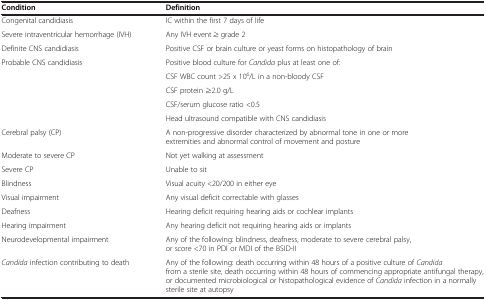 Condition Definition
Congenital candidiasis IC within the first 7 days of life
Severe intraventricular hemorrhage (IVH) Any IVH event ≥ grade 2
Definite CNS candidiasis Positive CSF or brain culture or yeast forms on histopathology of brain
Probable CNS candidiasis Positive blood culture for Candida plus at least one of:
CSF WBC count >25 x 10⁶/L in a non-bloody CSF
CSF protein ≥2.0 g/L
CSF/serum glucose ratio <0.5
Head ultrasound compatible with CNS candidiasis
Cerebral palsy (CP) A non-progressive disorder characterized by abnormal tone in one or more
extremities and abnormal control of movement and posture
Moderate to severe CP Not yet walking at assessment
Severe CP Unable to sit
Blindness Visual acuity <20/200 in either eye
Visual impairment Any visual deficit correctable with glasses
Deafness Hearing deficit requiring hearing aids or cochlear implants
Hearing impairment Any hearing deficit not requiring hearing aids or implants
Neurodevelopmental impairment Any of the following: blindness, deafness, moderate to severe cerebral palsy,
or score <70 in PDI or MDI of the BSID-II
Candida infection contributing to death Any of the following: death occurring within 48 hours of a positive culture of Candida
from a sterile site, death occurring within 48 hours of commencing appropriate antifungal therapy,
or documented microbiological or histopathological evidence of Candida infection in a normally
sterile site at autopsy